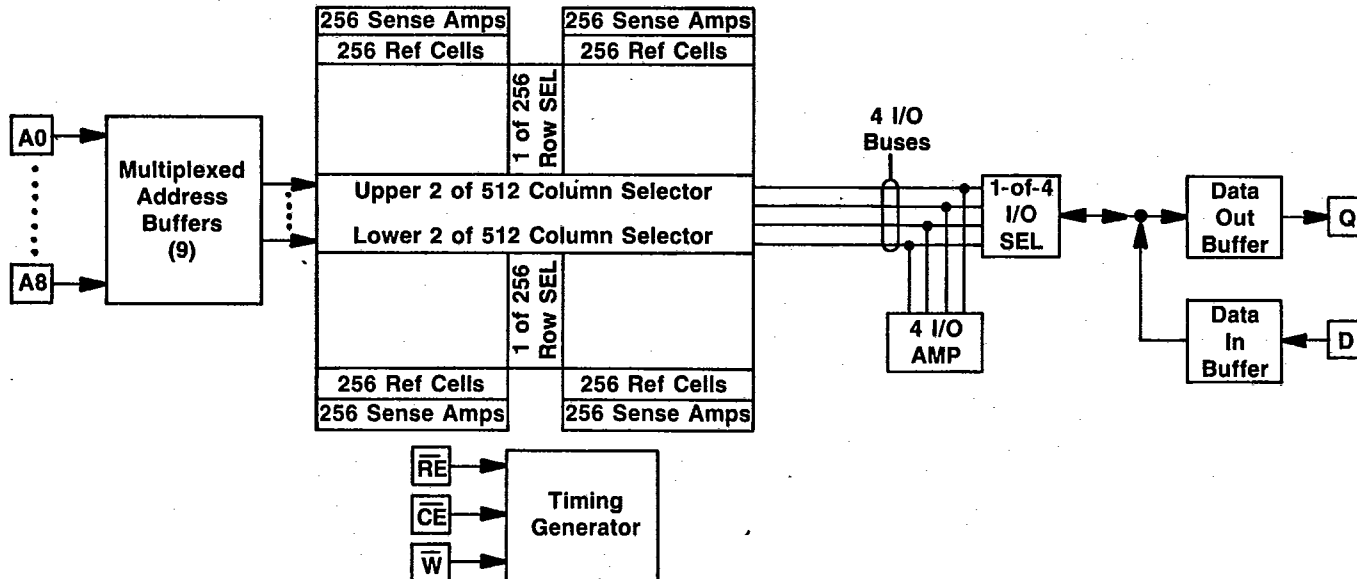 256 Sense Amps
256 Sense Amps
256 Ref Cells
256 Ref Cells
1 of 256
Row SEL
A0
A8
Multiplexed
Address
Buffers
(9)
Upper 2 of 512 Column Selector
Lower 2 of 512 Column Selector
1 of 256
Row SEL
256 Ref Cells
256 Ref Cells
256 Sense Amps
256 Sense Amps
4 I/O
Buses
1-of-4
I/O
SEL
4 I/O
AMP
Data
Out
Buffer
Q
Data
In
Buffer
D
R̅E̅
C̅E̅
W̅
Timing
Generator